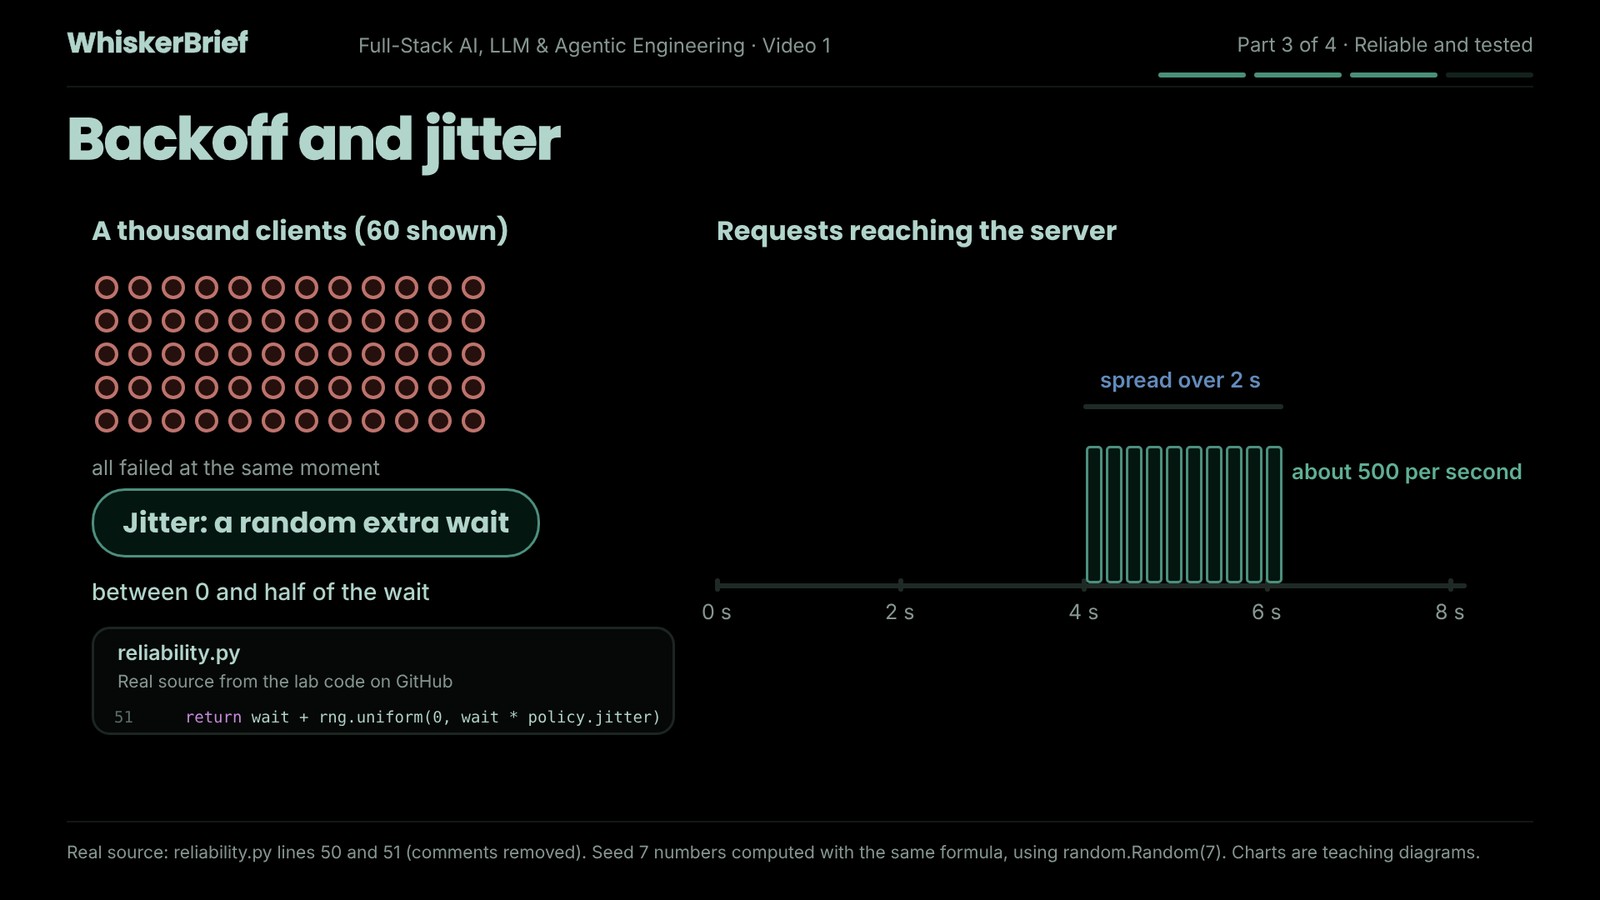 WhiskerBrief
Full-Stack AI, LLM & Agentic Engineering · Video 1
Part 3 of 4 · Reliable and tested
Backoff and jitter
A thousand clients (60 shown)
all failed at the same moment
Jitter: a random extra wait
between 0 and half of the wait
reliability.py
Real source from the lab code on GitHub
51 return wait + rng.uniform(0, wait * policy.jitter)
Requests reaching the server
spread over 2 s
about 500 per second
0 s 2 s 4 s 6 s 8 s
Real source: reliability.py lines 50 and 51 (comments removed). Seed 7 numbers computed with the same formula, using random.Random(7). Charts are teaching diagrams.